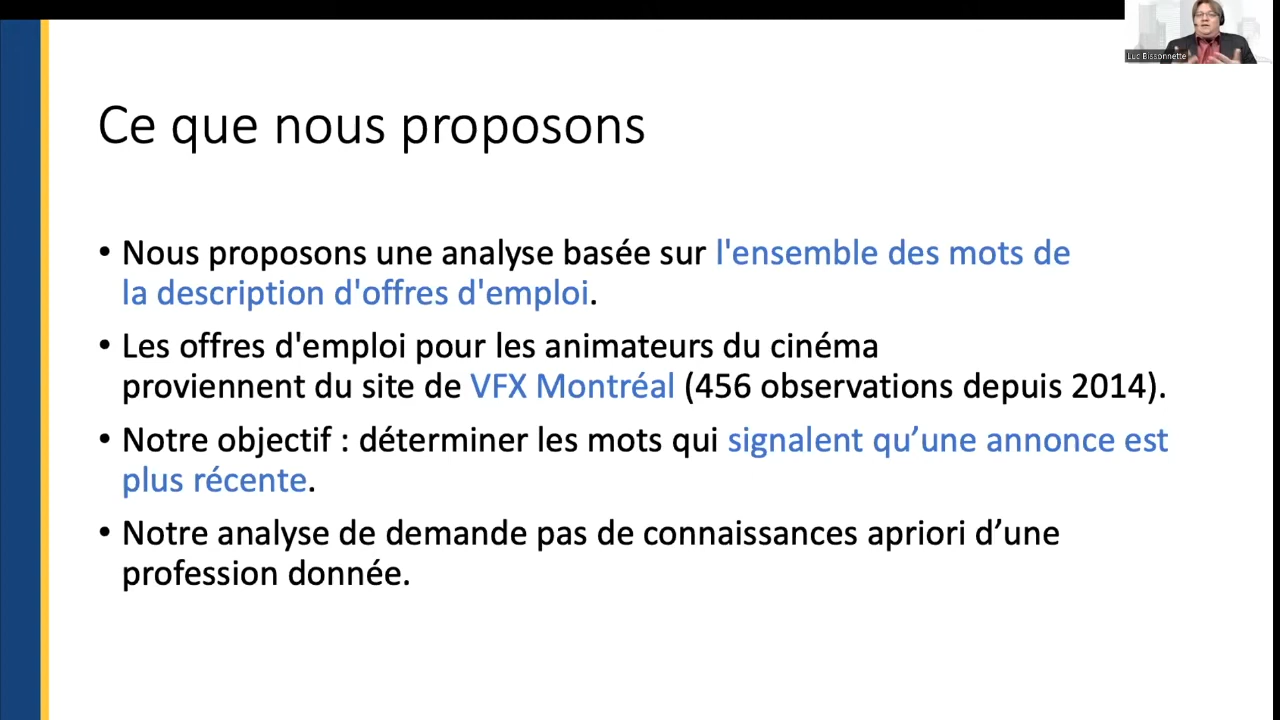 Luc Bissonnette
Ce que nous proposons
• Nous proposons une analyse basée sur l'ensemble des mots de
la description d'offres d'emploi.
• Les offres d'emploi pour les animateurs du cinéma
proviennent du site de VFX Montréal (456 observations depuis 2014).
• Notre objectif : déterminer les mots qui signalent qu’une annonce est
plus récente.
• Notre analyse de demande pas de connaissances apriori d’une
profession donnée.